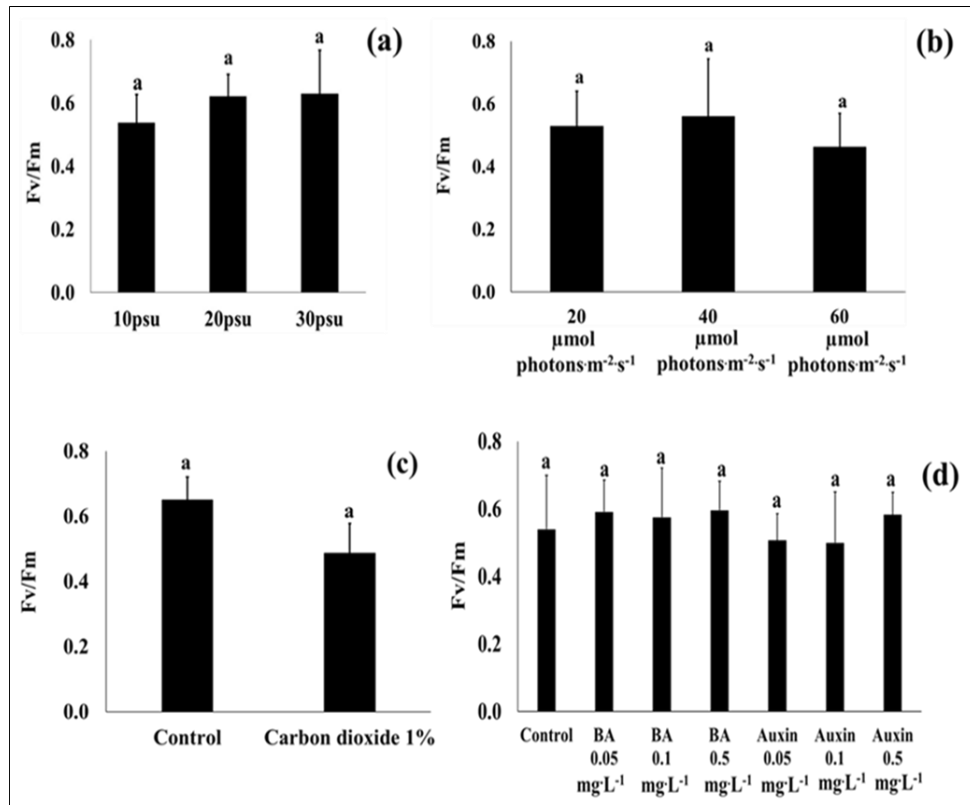 (a)
0.8
0.6
0.4
0.2
0.0
Fv/Fm
a
a
a
10psu
20psu
30psu
(b)
0.8
0.6
0.4
0.2
0.0
Fv/Fm
a
a
a
20
µmol
photons·m⁻²·s⁻¹
40
µmol
photons·m⁻²·s⁻¹
60
µmol
photons·m⁻²·s⁻¹
(c)
0.8
0.6
0.4
0.2
0.0
Fv/Fm
a
a
Control
Carbon dioxide 1%
(d)
0.8
0.6
0.4
0.2
0.0
Fv/Fm
a
a
a
a
a
a
a
Control
BA
0.05
mg·L⁻¹
BA
0.1
mg·L⁻¹
BA
0.5
mg·L⁻¹
Auxin
0.05
mg·L⁻¹
Auxin
0.1
mg·L⁻¹
Auxin
0.5
mg·L⁻¹